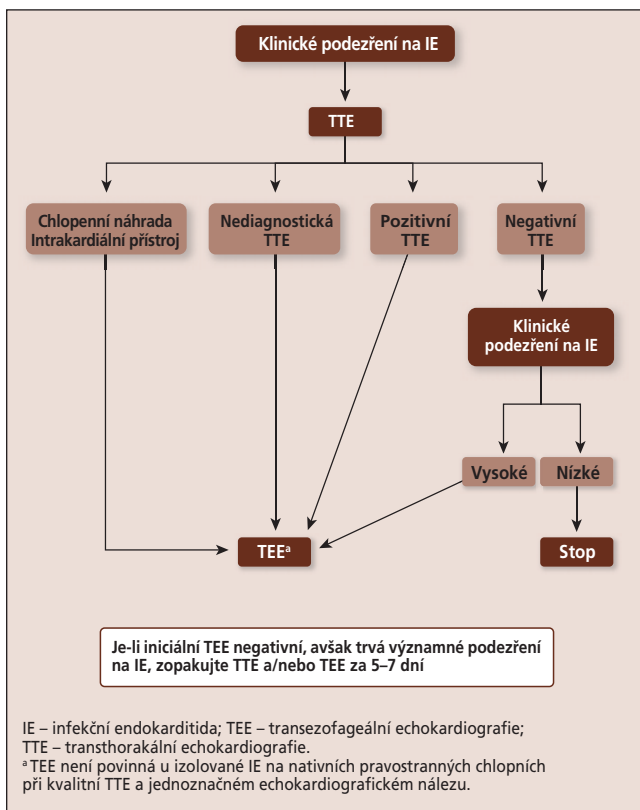 Klinické podezření na IE
TTE
Chlopenní náhrada
Intrakardiální přístroj
Nediagnostická
TTE
Pozitivní
TTE
Negativní
TTE
Klinické
podezření na IE
Vysoké
Nízké
TEEa
Stop
Je-li iniciální TEE negativní, avšak trvá významné podezření
na IE, zopakujte TTE a/nebo TEE za 5–7 dní
IE – infekční endokarditida; TEE – transezofageální echokardiografie;
TTE – transthorakální echokardiografie.
a TEE není povinná u izolované IE na nativních pravostranných chlopních
při kvalitní TTE a jednoznačném echokardiografickém nálezu.